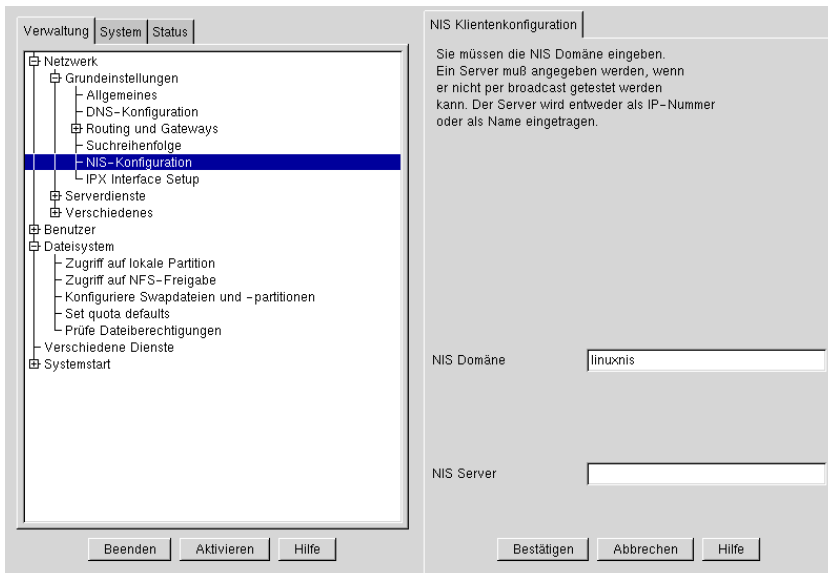 Verwaltung System Status
Netzwerk
Grundeinstellungen
Allgemeines
DNS-Konfiguration
Routing und Gateways
Suchreihenfolge
NIS-Konfiguration
IPX Interface Setup
Serverdienste
Verschiedenes
Benutzer
Dateisystem
Zugriff auf lokale Partition
Zugriff auf NFS-Freigabe
Konfiguriere Swapdateien und -partitionen
Set quota defaults
Prüfe Dateiberechtigungen
Verschiedene Dienste
Systemstart
Beenden Aktivieren Hilfe
NIS Klientenkonfiguration
Sie müssen die NIS Domäne eingeben.
Ein Server muß angegeben werden, wenn
er nicht per broadcast getestet werden
kann. Der Server wird entweder als IP-Nummer
oder als Name eingetragen.
NIS Domäne linuxnis
NIS Server
Bestätigen Abbrechen Hilfe